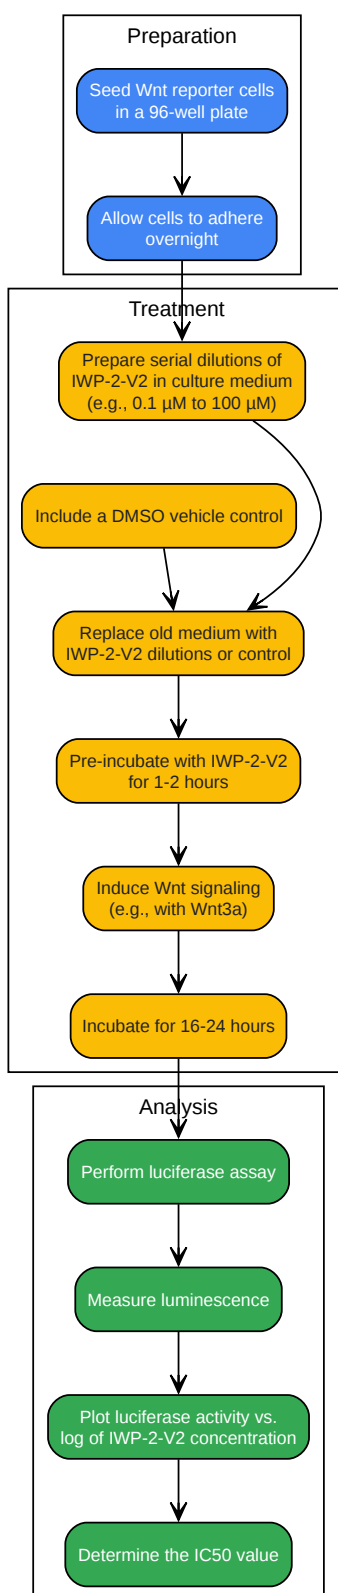 Preparation
Seed Wnt reporter cells
in a 96-well plate
Allow cells to adhere
overnight
Treatment
Prepare serial dilutions of
IWP-2-V2 in culture medium
(e.g., 0.1 µM to 100 µM)
Include a DMSO vehicle control
Replace old medium with
IWP-2-V2 dilutions or control
Pre-incubate with IWP-2-V2
for 1-2 hours
Induce Wnt signaling
(e.g., with Wnt3a)
Incubate for 16-24 hours
Analysis
Perform luciferase assay
Measure luminescence
Plot luciferase activity vs.
log of IWP-2-V2 concentration
Determine the IC50 value